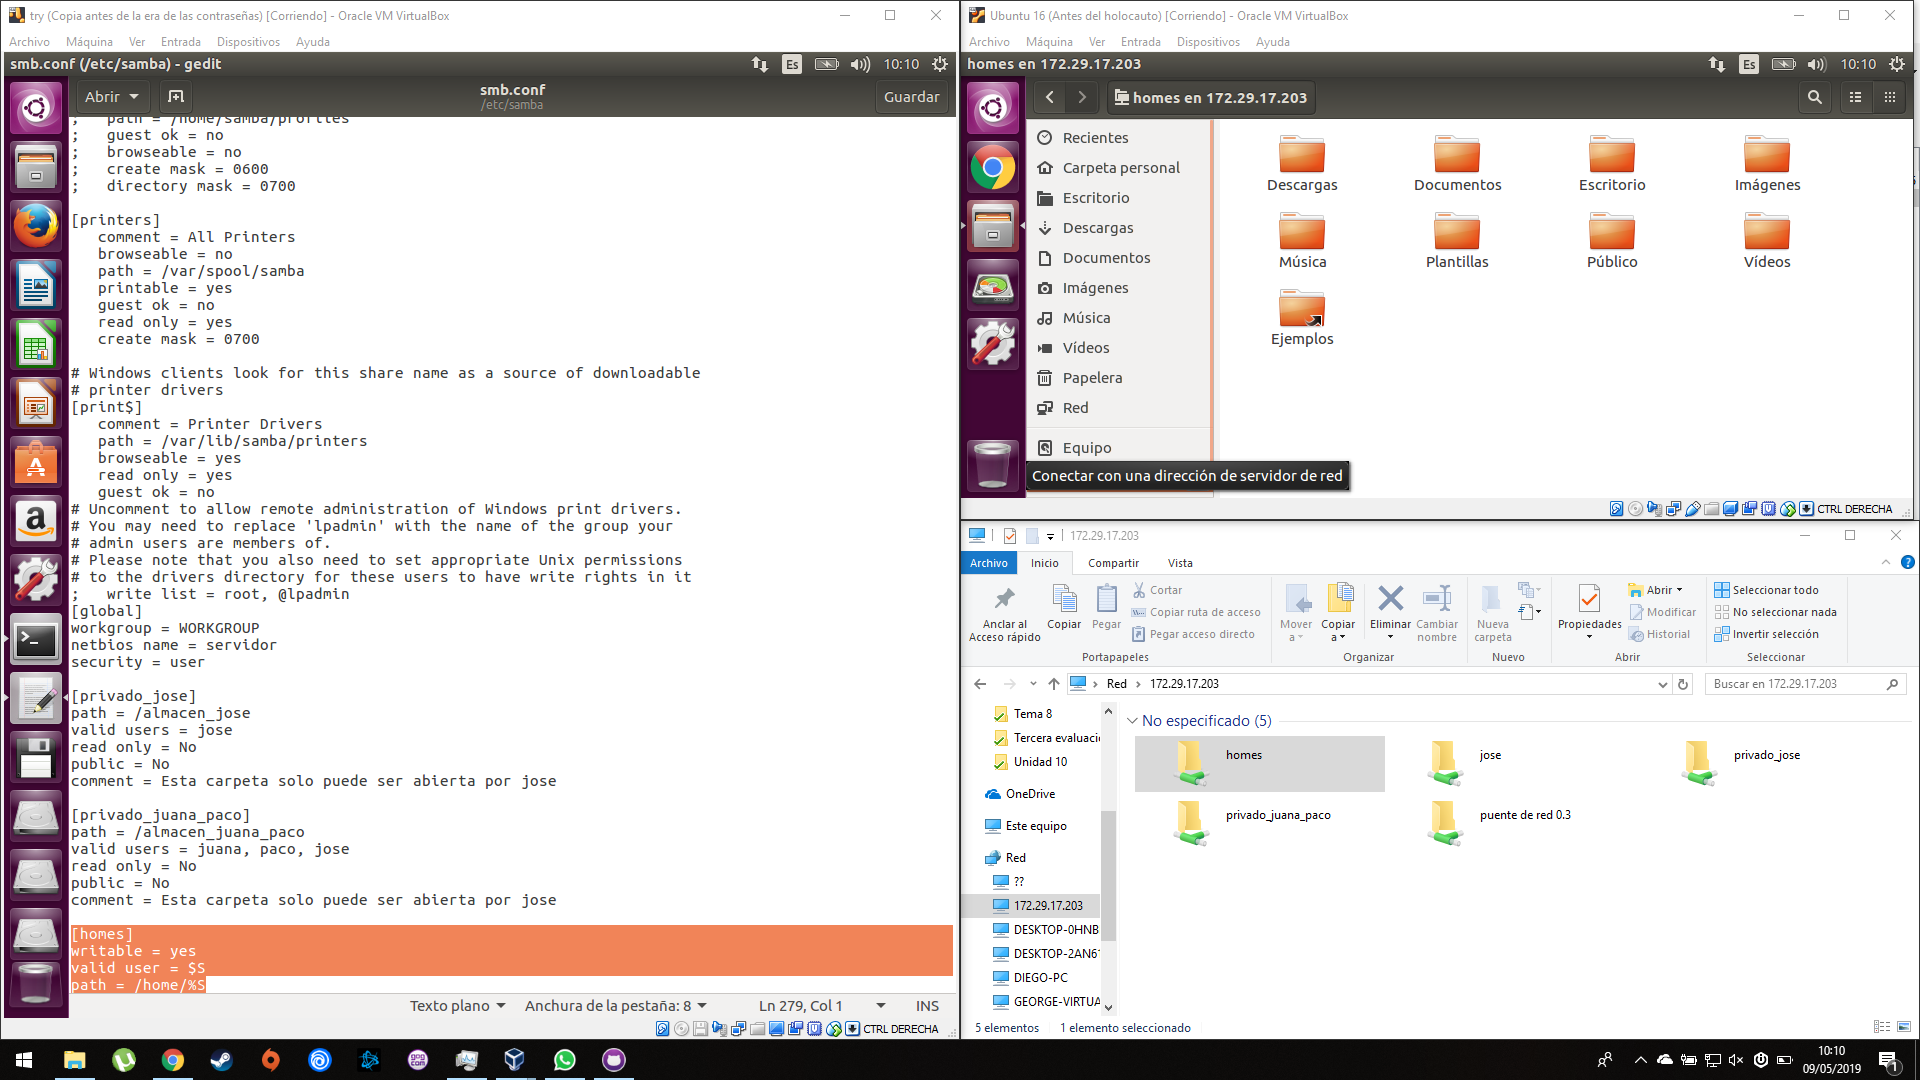 try (Copia antes de la era de las contraseñas) [Corriendo] - Oracle VM VirtualBox
Archivo Máquina Ver Entrada Dispositivos Ayuda
smb.conf (/etc/samba) - gedit
Es
10:10
Abrir
smb.conf
/etc/samba
Guardar
;   path = /home/samba/profiles
;   guest ok = no
;   browseable = no
;   create mask = 0600
;   directory mask = 0700
[printers]
   comment = All Printers
   browseable = no
   path = /var/spool/samba
   printable = yes
   guest ok = no
   read only = yes
   create mask = 0700
# Windows clients look for this share name as a source of downloadable
# printer drivers
[print$]
   comment = Printer Drivers
   path = /var/lib/samba/printers
   browseable = yes
   read only = yes
   guest ok = no
# Uncomment to allow remote administration of Windows print drivers.
# You may need to replace 'lpadmin' with the name of the group your
# admin users are members of.
# Please note that you also need to set appropriate Unix permissions
# to the drivers directory for these users to have write rights in it
;   write list = root, @lpadmin
[global]
workgroup = WORKGROUP
netbios name = servidor
security = user
[privado_jose]
path = /almacen_jose
valid users = jose
read only = No
public = No
comment = Esta carpeta solo puede ser abierta por jose
[privado_juana_paco]
path = /almacen_juana_paco
valid users = juana, paco, jose
read only = No
public = No
comment = Esta carpeta solo puede ser abierta por jose
[homes]
writable = yes
valid user = $S
path = /home/%S
Texto plano Anchura de la pestaña: 8 Ln 279, Col 1 INS
CTRL DERECHA
Ubuntu 16 (Antes del holocauto) [Corriendo] - Oracle VM VirtualBox
Archivo Máquina Ver Entrada Dispositivos Ayuda
homes en 172.29.17.203
Es
10:10
homes en 172.29.17.203
Recientes
Carpeta personal
Escritorio
Descargas
Documentos
Imágenes
Música
Vídeos
Papelera
Red
Equipo
Conectar con una dirección de servidor de red
Descargas Documentos Escritorio Imágenes
Música Plantillas Público Vídeos
Ejemplos
CTRL DERECHA
172.29.17.203
Archivo Inicio Compartir Vista
Anclar al
Acceso rápido
Copiar
Pegar
Cortar
Copiar ruta de acceso
Pegar acceso directo
Portapapeles
Mover
a
Copiar
a
Eliminar
Cambiar
nombre
Organizar
Nueva
carpeta
Nuevo
Propiedades
Abrir
Modificar
Historial
Abrir
Seleccionar todo
No seleccionar nada
Invertir selección
Seleccionar
Red > 172.29.17.203
Buscar en 172.29.17.203
Tema 8
Tercera evaluaci
Unidad 10
OneDrive
Este equipo
Red
??
172.29.17.203
DESKTOP-0HNB
DESKTOP-2AN6
DIEGO-PC
GEORGE-VIRTUA
No especificado (5)
homes jose privado_jose
privado_juana_paco puente de red 0.3
5 elementos 1 elemento seleccionado
gog
com
10:10
09/05/2019
1